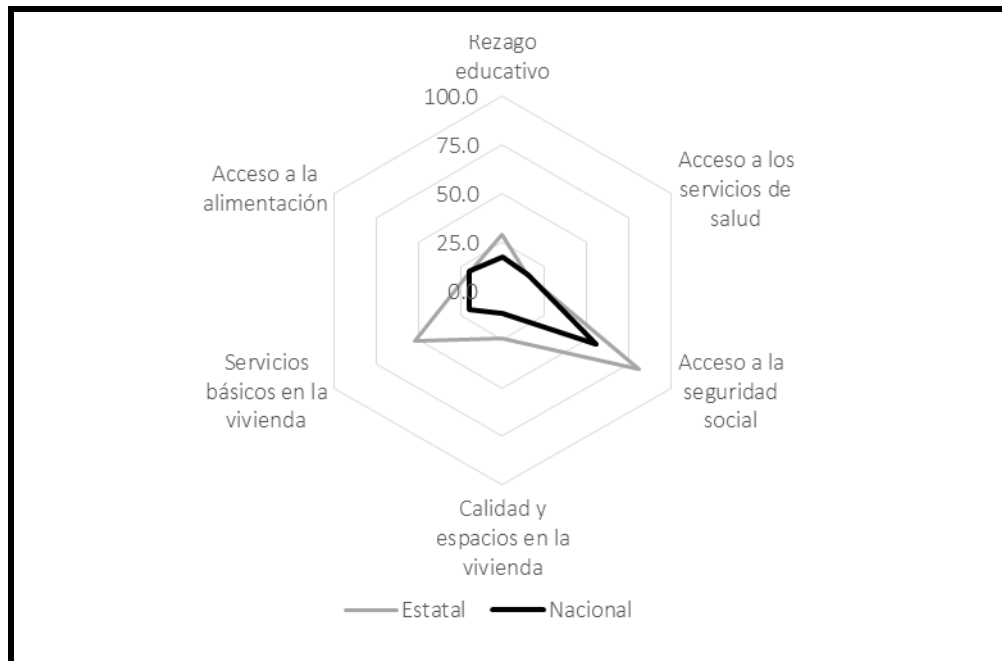 Rezago
educativo
100.0
75.0
50.0
25.0
0.0
Acceso a los
servicios de
salud
Acceso a la
seguridad
social
Calidad y
espacios en la
vivienda
Servicios
básicos en la
vivienda
Acceso a la
alimentación
Estatal
Nacional